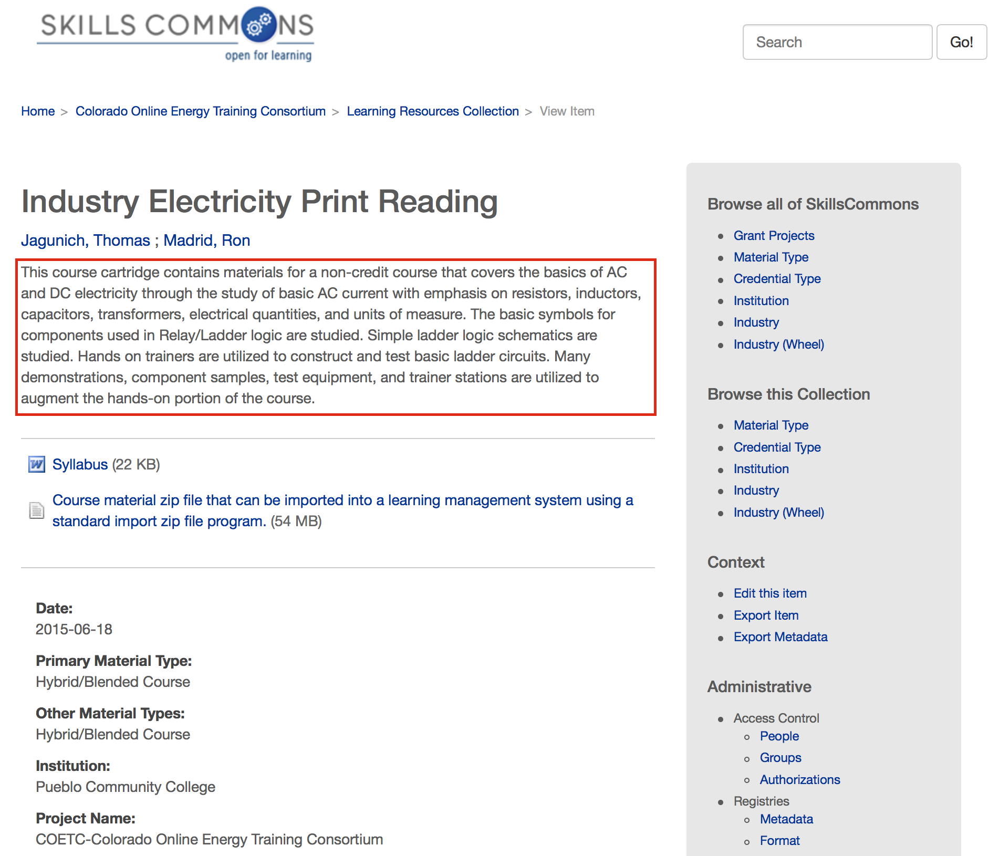 SKILLS COMMONS
open for learning
Search
Go!
Home > Colorado Online Energy Training Consortium > Learning Resources Collection > View Item
Industry Electricity Print Reading
Jagunich, Thomas ; Madrid, Ron
This course cartridge contains materials for a non-credit course that covers the basics of AC
and DC electricity through the study of basic AC current with emphasis on resistors, inductors,
capacitors, transformers, electrical quantities, and units of measure. The basic symbols for
components used in Relay/Ladder logic are studied. Simple ladder logic schematics are
studied. Hands on trainers are utilized to construct and test basic ladder circuits. Many
demonstrations, component samples, test equipment, and trainer stations are utilized to
augment the hands-on portion of the course.
Syllabus (22 KB)
Course material zip file that can be imported into a learning management system using a
standard import zip file program. (54 MB)
Date:
2015-06-18
Primary Material Type:
Hybrid/Blended Course
Other Material Types:
Hybrid/Blended Course
Institution:
Pueblo Community College
Project Name:
COETC-Colorado Online Energy Training Consortium
Browse all of SkillsCommons
Grant Projects
Material Type
Credential Type
Institution
Industry
Industry (Wheel)
Browse this Collection
Material Type
Credential Type
Institution
Industry
Industry (Wheel)
Context
Edit this item
Export Item
Export Metadata
Administrative
Access Control
People
Groups
Authorizations
Registries
Metadata
Format